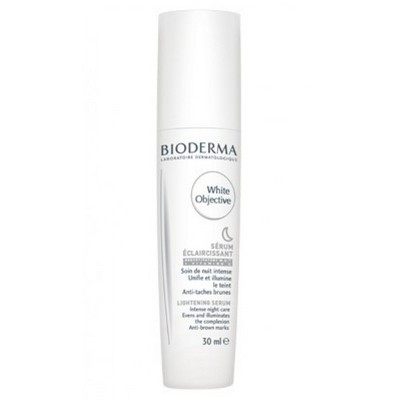 BIODERMA
LABORATOIRE DERMATOLOGIQUE
White
Objective
SÉRUM
ÉCLAIRCISSANT
Soin de nuit intense
Unifie et illumine
le teint
Anti-taches brunes
LIGHTENING SERUM
Intense night care
Evens and illuminates
the complexion
Anti-brown marks
30 ml e